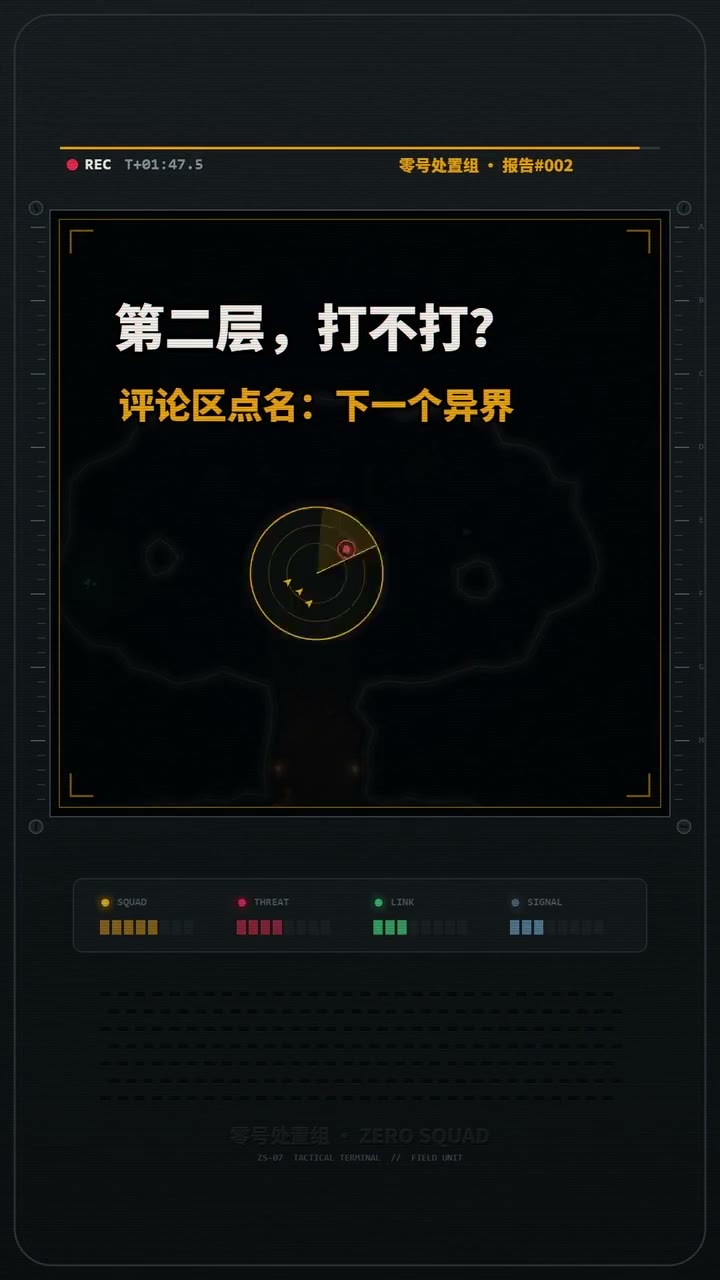 REC T+01:47.5 零号处置组 · 报告#002
第二层，打不打？
评论区点名：下一个异界
SQUAD THREAT LINK SIGNAL
零号处置组 · ZERO SQUAD
ZS-07 TACTICAL TERMINAL // FIELD UNIT